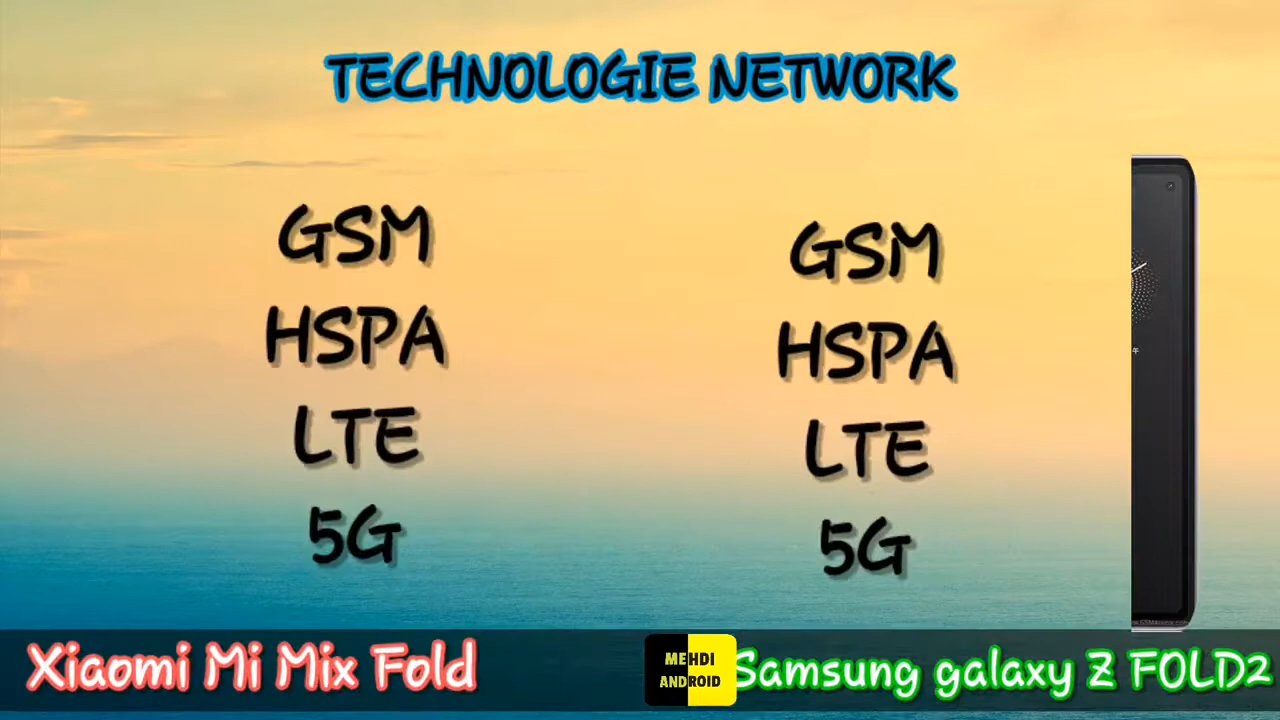 TECHNOLOGIE NETWORK
GSM
HSPA
LTE
5G
GSM
HSPA
LTE
5G
Xiaomi Mi Mix Fold
MEHDI
ANDROID
Samsung galaxy Z FOLD2